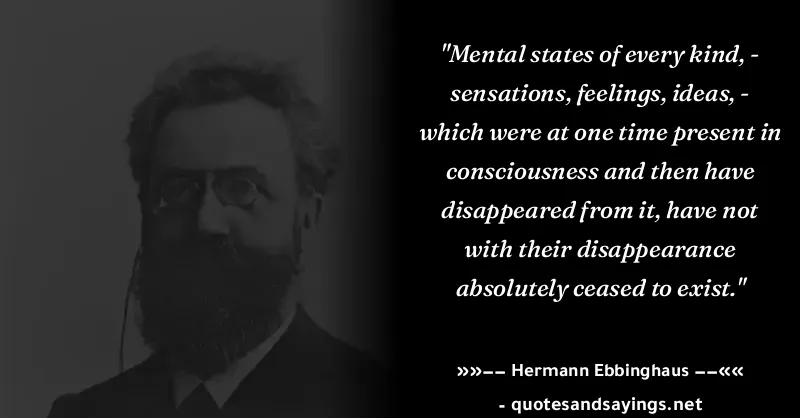 "Mental states of every kind, -
sensations, feelings, ideas, -
which were at one time present in
consciousness and then have
disappeared from it, have not
with their disappearance
absolutely ceased to exist."
»»−− Hermann Ebbinghaus −−««
- quotesandsayings.net